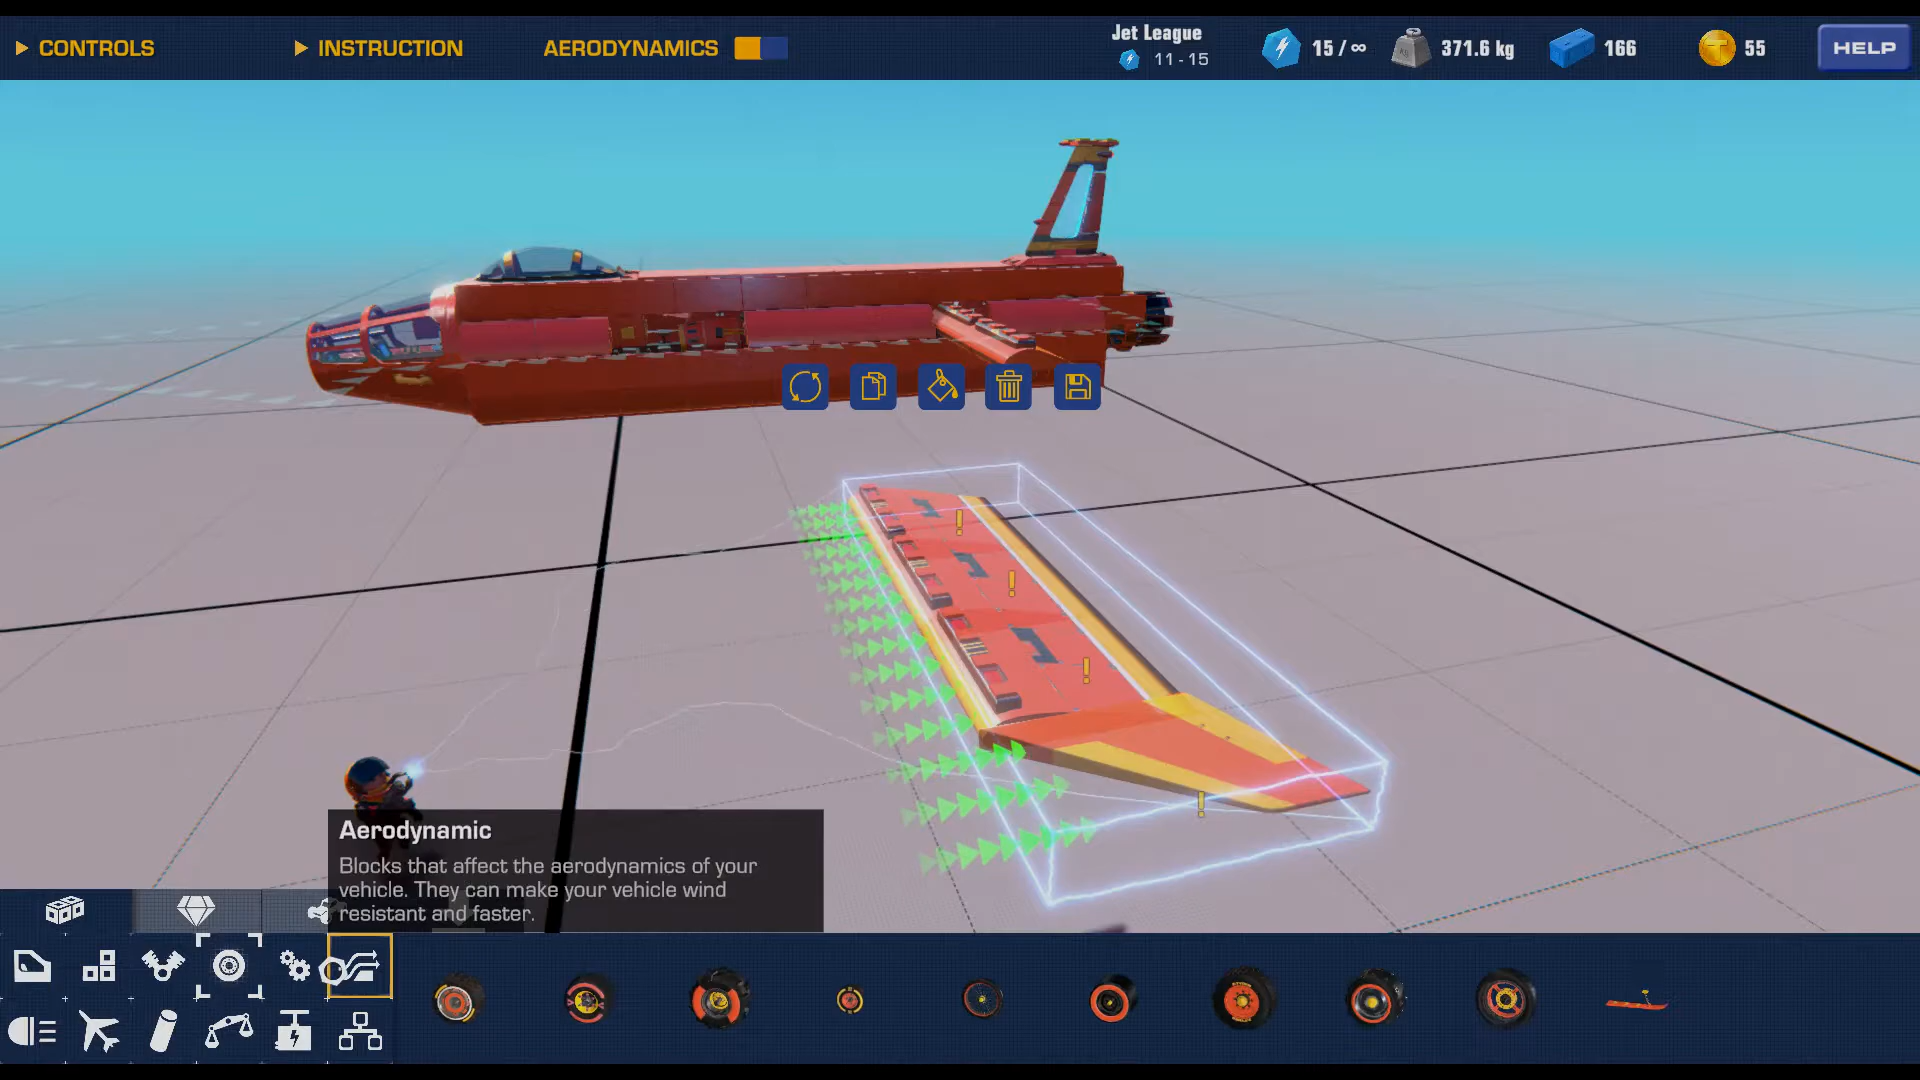 CONTROLS
INSTRUCTION
AERODYNAMICS
Jet League
11 - 15
15 / ∞
KG
371.6 kg
166
T
55
HELP
Aerodynamic
Blocks that affect the aerodynamics of your
vehicle. They can make your vehicle wind
resistant and faster.